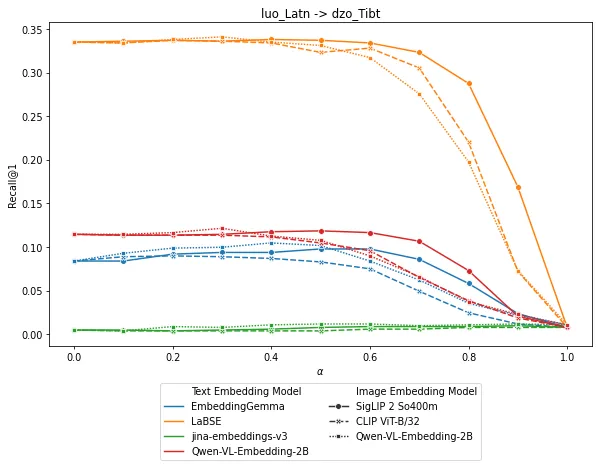 luo_Latn -> dzo_Tibt
Recall@1
0.35
0.30
0.25
0.20
0.15
0.10
0.05
0.00
0.0 0.2 0.4 0.6 0.8 1.0
α
Text Embedding Model
EmbeddingGemma
LaBSE
jina-embeddings-v3
Qwen-VL-Embedding-2B
Image Embedding Model
SigLIP 2 So400m
CLIP ViT-B/32
Qwen-VL-Embedding-2B